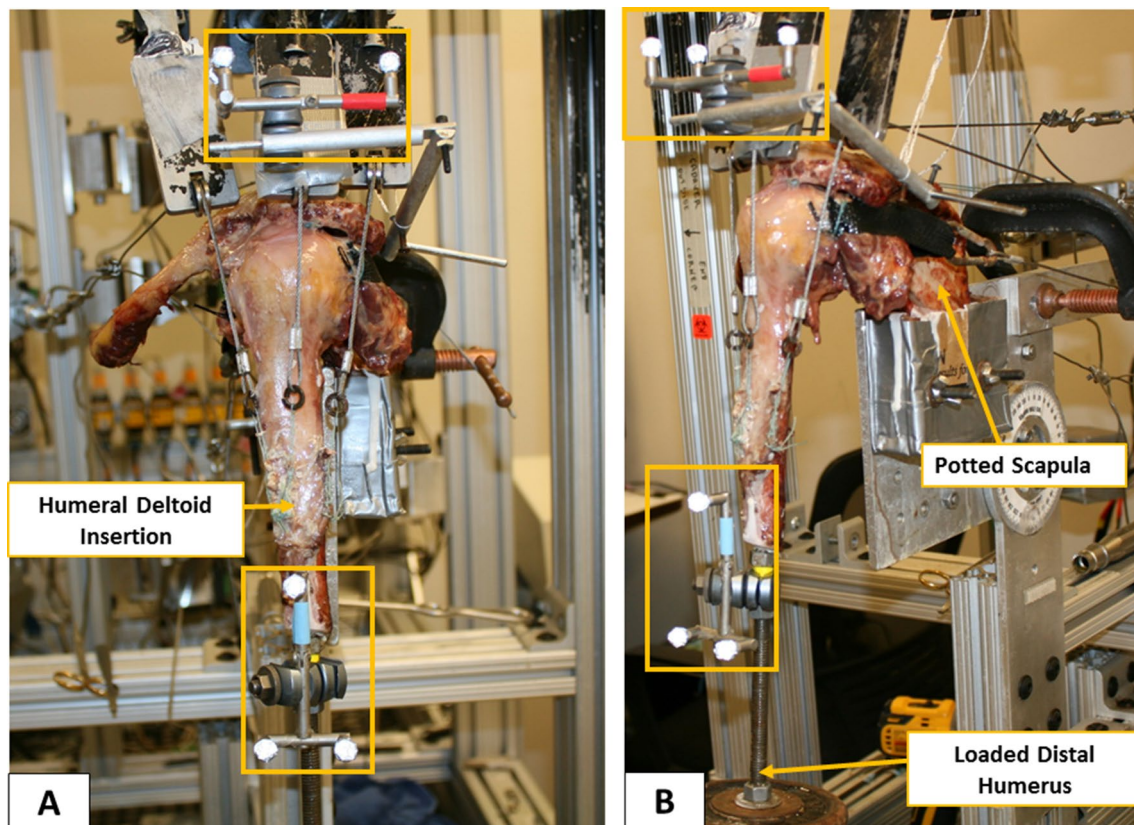 Humeral Deltoid
Insertion
A
Potted Scapula
Loaded Distal
Humerus
B